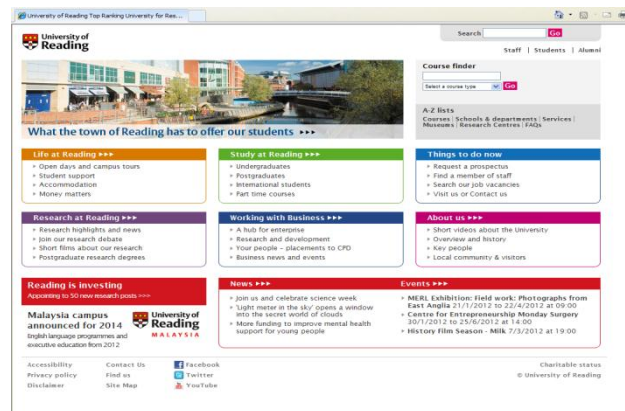 University of Reading Top Ranking University for Res...
University of
Reading
Search
Go
Staff | Students | Alumni
What the town of Reading has to offer our students
Course finder
Select a course type
Go
A-Z lists
Courses | Schools & departments | Services |
Museums | Research Centres | FAQs
Life at Reading
Open days and campus tours
Student support
Accommodation
Money matters
Study at Reading
Undergraduates
Postgraduates
International students
Part time courses
Things to do now
Request a prospectus
Find a member of staff
Search our job vacancies
Visit us or Contact us
Research at Reading
Research highlights and news
Join our research debate
Short films about our research
Postgraduate research degrees
Working with Business
A hub for enterprise
Research and development
Your people - placements to CPD
Business news and events
About us
Short videos about the University
Overview and history
Key people
Local community & visitors
Reading is investing
Appointing to 50 new research posts >>>
Malaysia campus
announced for 2014
English language programmes and
executive education from 2012
University of
Reading
MALAYSIA
News
Join us and celebrate science week
'Light meter in the sky' opens a window
into the secret world of clouds
More funding to improve mental health
support for young people
Events
MERL Exhibition: Field work: Photographs from
East Anglia 21/1/2012 to 22/4/2012 at 09:00
Centre for Entrepreneurship Monday Surgery
30/1/2012 to 25/6/2012 at 14:00
History Film Season - Milk 7/3/2012 at 19:00
Accessibility
Privacy policy
Disclaimer
Contact Us
Find us
Site Map
Facebook
Twitter
YouTube
Charitable status
© University of Reading